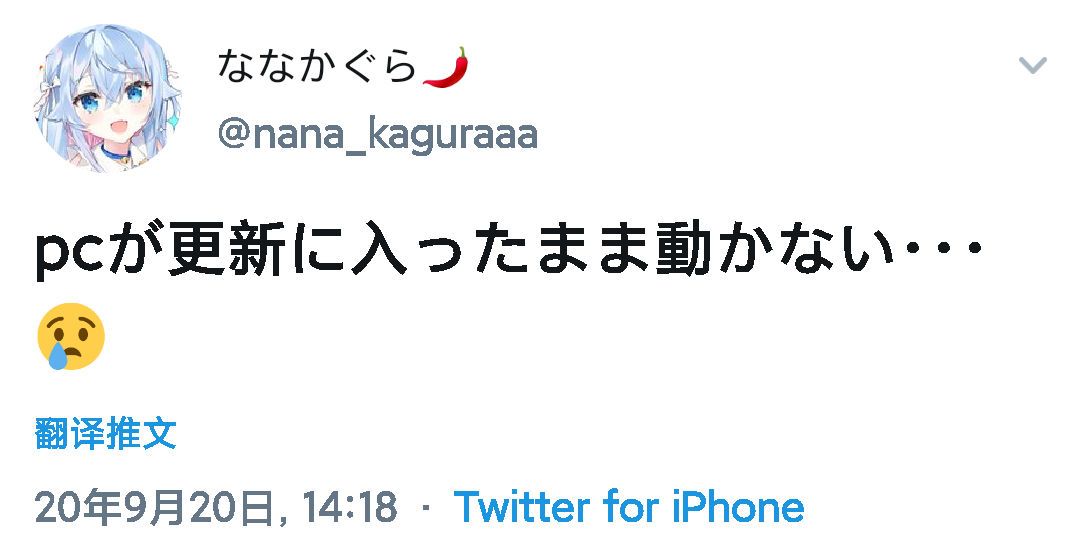 ななかぐら🌶️
@nana_kaguraaa
pcが更新に入ったまま動かない･･･
😢
翻译推文
20年9月20日, 14:18 · Twitter for iPhone